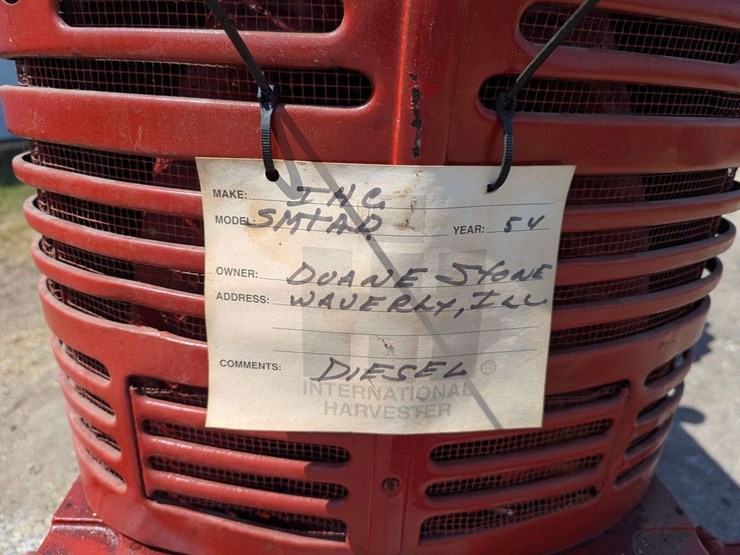 MAKE: IHC
MODEL: SMTAD YEAR: 54
OWNER: DUANE STONE
ADDRESS: WAVERLY, ILL
COMMENTS: DIESEL ®
INTERNATIONAL
HARVESTER